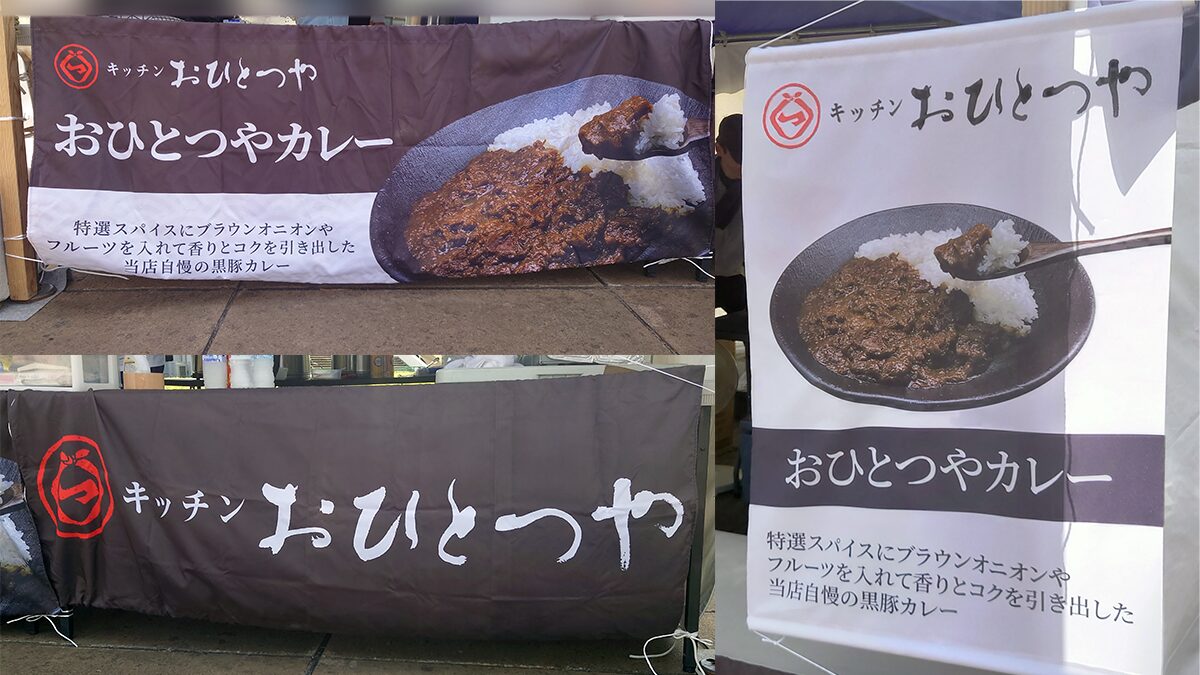 キッチン おひとつや
おひとつやカレー
特選スパイスにブラウンオニオンや
フルーツを入れて香りとコクを引き出した
当店自慢の黒豚カレー
キッチン おひとつや
キッチン おひとつや
おひとつやカレー
特選スパイスにブラウンオニオンや
フルーツを入れて香りとコクを引き出した
当店自慢の黒豚カレー